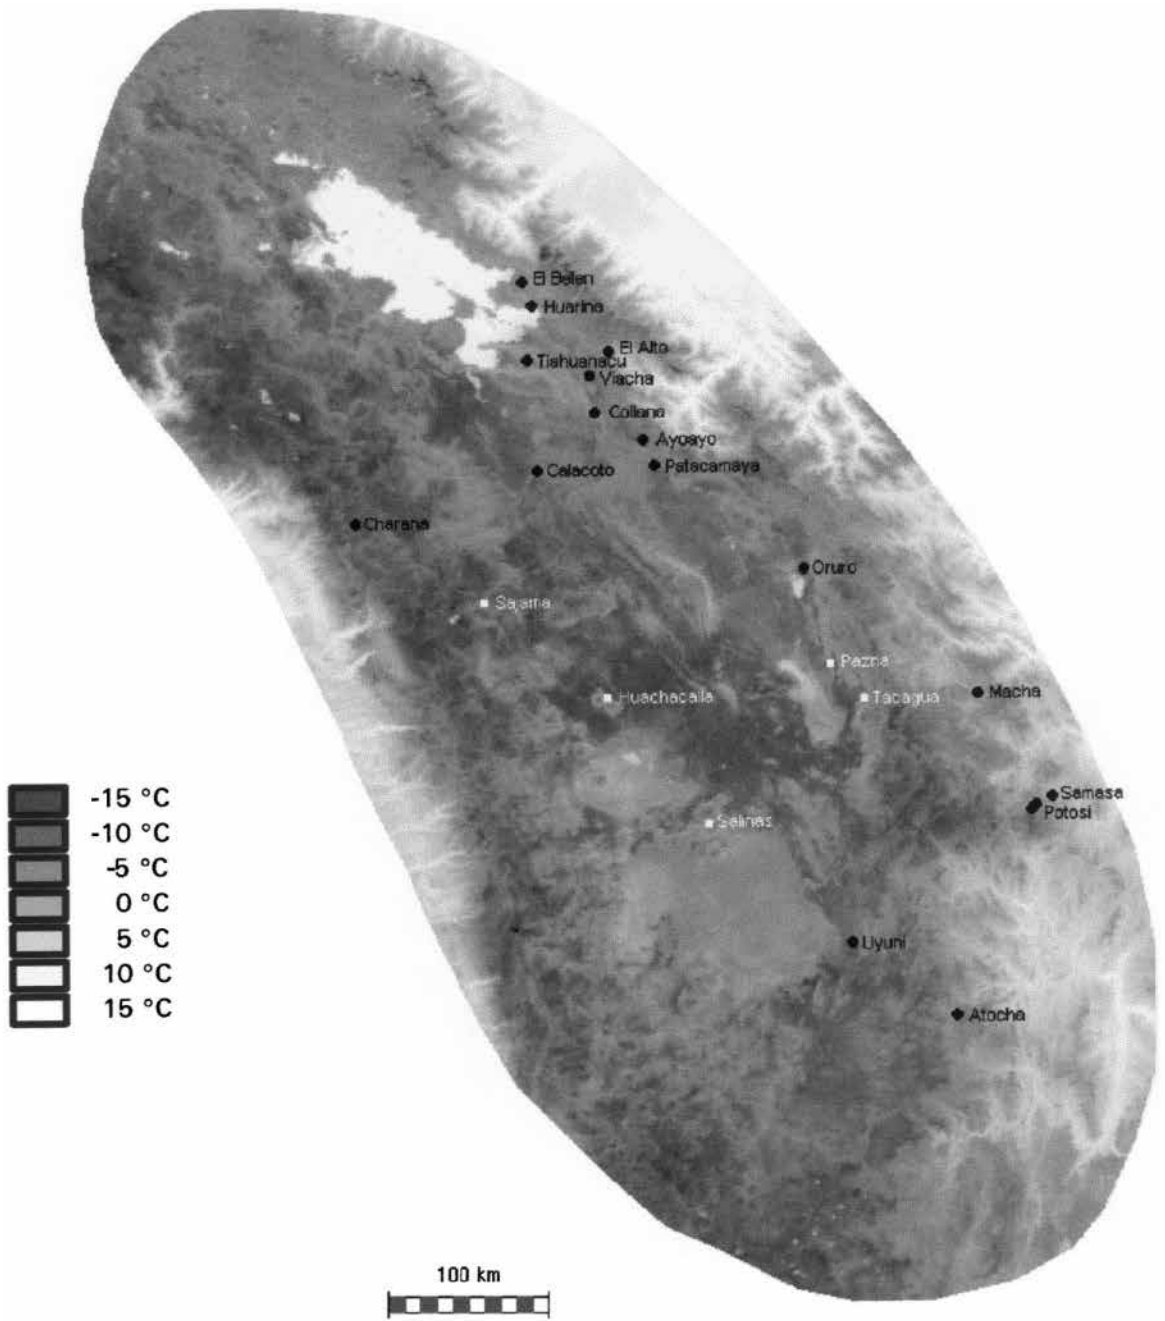 El Belen
Huarina
El Alto
Tiahuanacu
Viacha
Collana
Ayoayo
Patacamaya
Calacoto
Charana
Oruro
Sajama
Pazna
Huachacalla
Tacagua
Macha
-15 °C
Samasa
Potosi
-10 °C
Salinas
-5 °C
0 °C
5 °C
Uyuni
10 °C
15 °C
Atocha
100 km